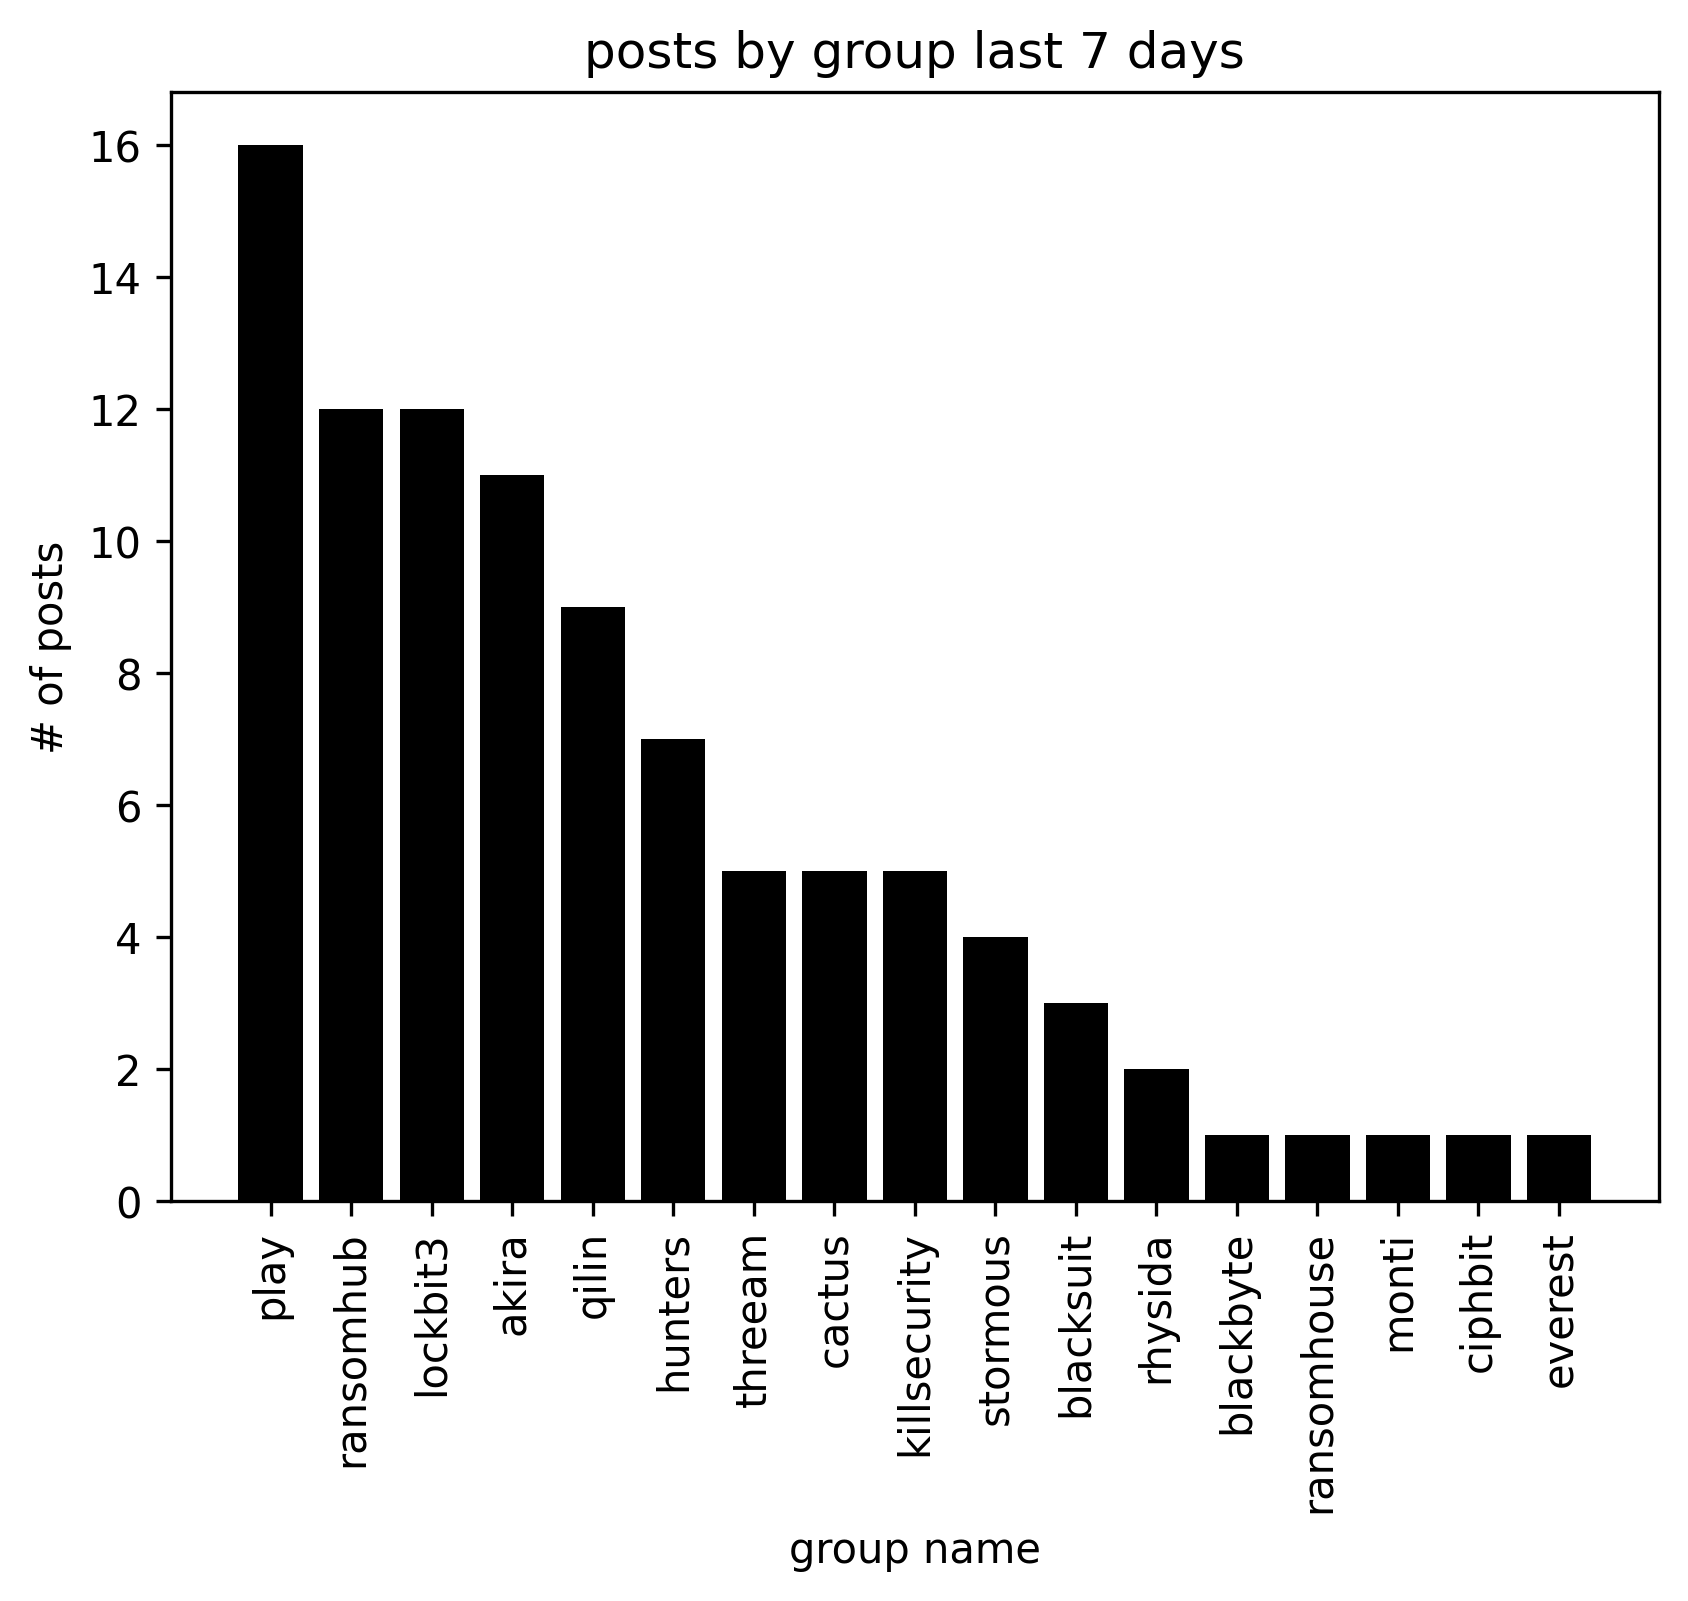 posts by group last 7 days
# of posts
16
14
12
10
8
6
4
2
0
play
ransomhub
lockbit3
akira
qilin
hunters
threeam
cactus
killsecurity
stormous
blacksuit
rhysida
blackbyte
ransomhouse
monti
ciphbit
everest
group name